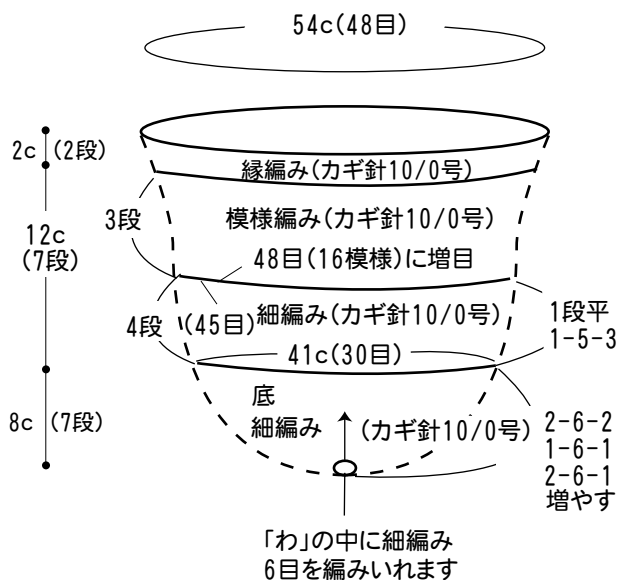 54c(48目)
2c (2段)
縁編み(カギ針10/0号)
3段
模様編み(カギ針10/0号)
12c
(7段)
48目(16模様)に増目
4段
(45目)
細編み(カギ針10/0号)
1段平
1-5-3
41c(30目)
8c (7段)
底
細編み
(カギ針10/0号)
2-6-2
1-6-1
2-6-1
増やす
「わ」の中に細編み
6目を編みいれます